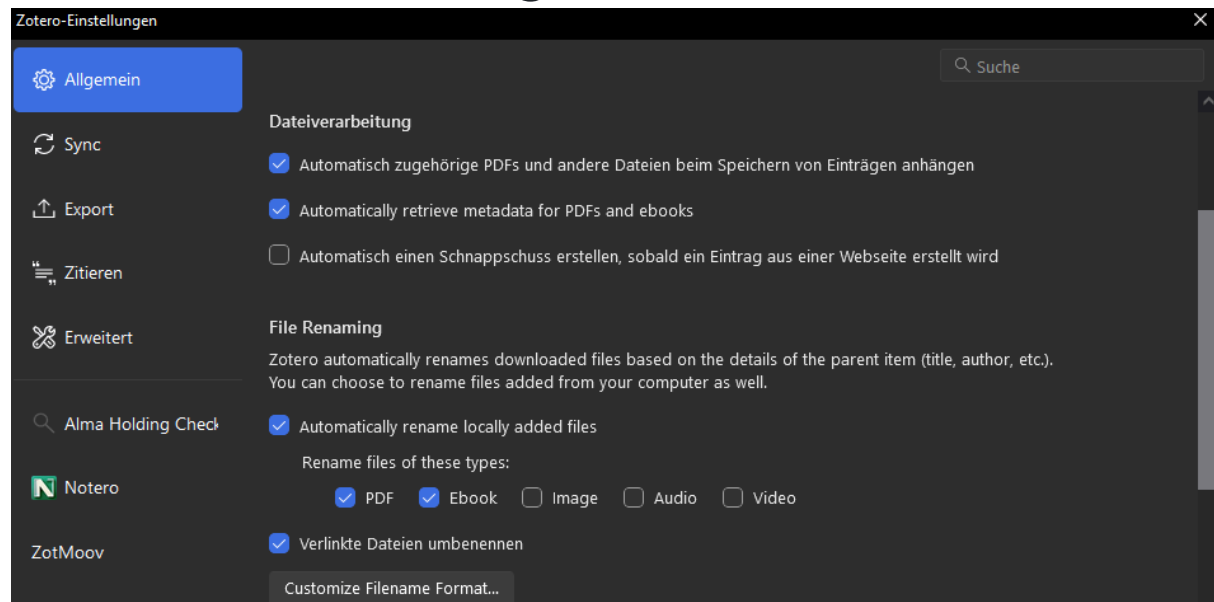 Zotero-Einstellungen
Suche
Allgemein
Sync
Export
Zitieren
Erweitert
Alma Holding Check
Notero
ZotMoov
Dateiverarbeitung
Automatisch zugehörige PDFs und andere Dateien beim Speichern von Einträgen anhängen
Automatically retrieve metadata for PDFs and ebooks
Automatisch einen Schnappschuss erstellen, sobald ein Eintrag aus einer Webseite erstellt wird
File Renaming
Zotero automatically renames downloaded files based on the details of the parent item (title, author, etc.).
You can choose to rename files added from your computer as well.
Automatically rename locally added files
Rename files of these types:
PDF Ebook Image Audio Video
Verlinkte Dateien umbenennen
Customize Filename Format...